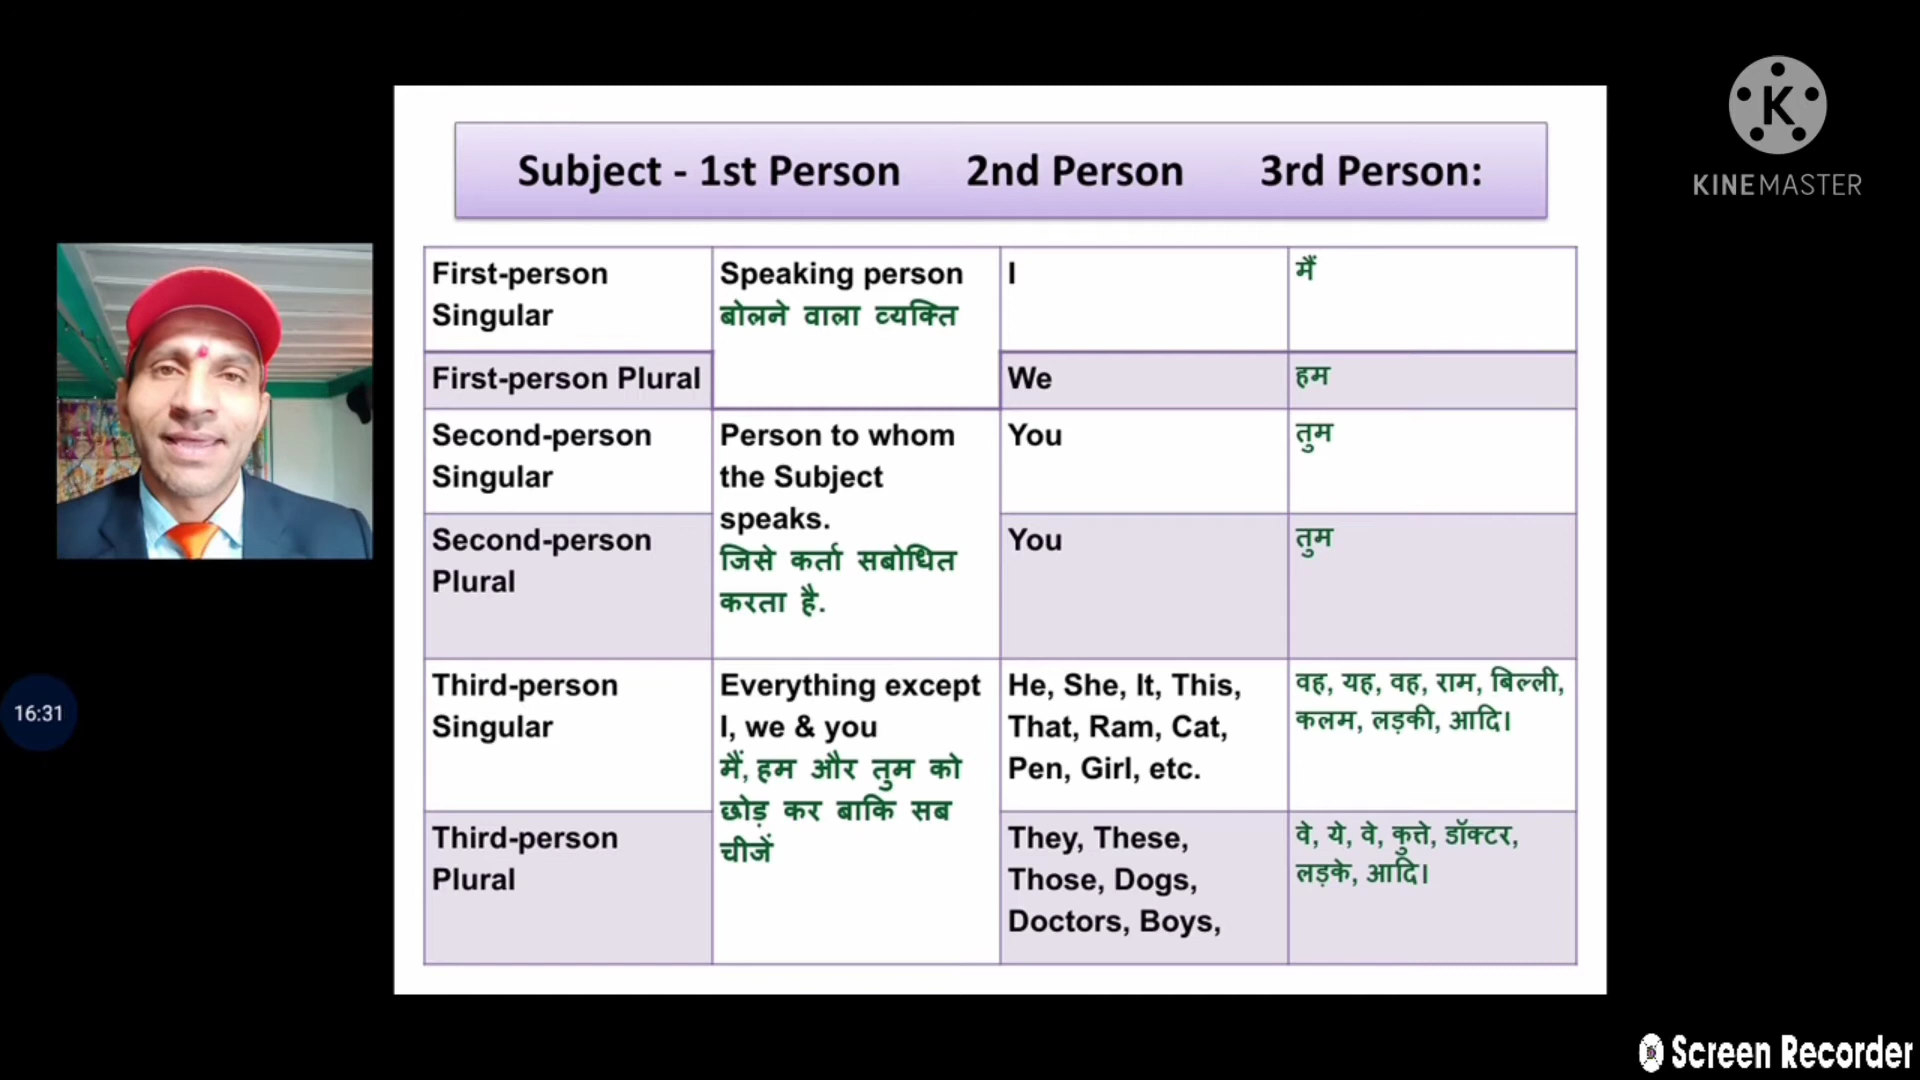 Subject - 1st Person 2nd Person 3rd Person:
First-person
Singular
Speaking person
बोलने वाला व्यक्ति
I
मैं
First-person Plural
We
हम
Second-person
Singular
Person to whom
the Subject
speaks.
जिसे कर्ता सबोधित
करता है.
You
तुम
Second-person
Plural
You
तुम
Third-person
Singular
Everything except
I, we & you
मैं, हम और तुम को
छोड़ कर बाकि सब
चीजें
He, She, It, This,
That, Ram, Cat,
Pen, Girl, etc.
वह, यह, वह, राम, बिल्ली,
कलम, लड़की, आदि।
Third-person
Plural
They, These,
Those, Dogs,
Doctors, Boys,
वे, ये, वे, कुत्ते, डॉक्टर,
लड़के, आदि।
16:31
K
KINEMASTER
Screen Recorder